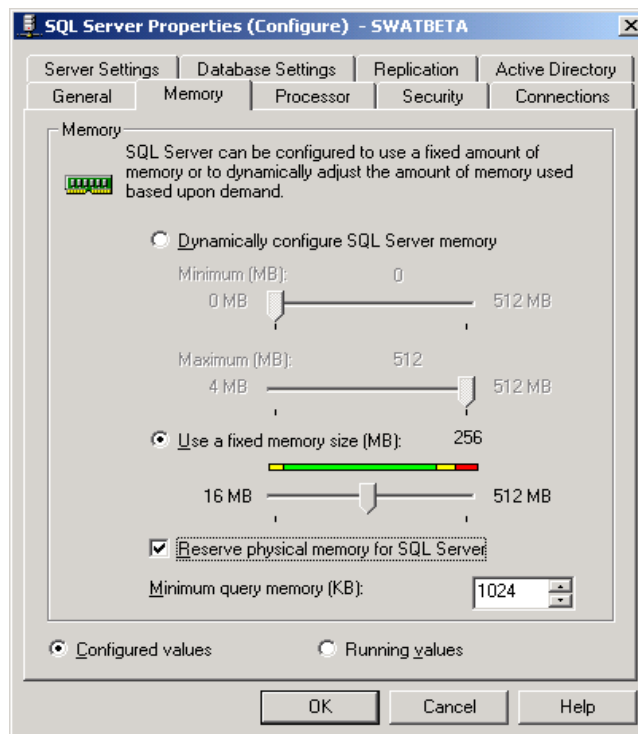 SQL Server Properties (Configure) - SWATBETA
Server Settings Database Settings Replication Active Directory
General Memory Processor Security Connections
Memory
SQL Server can be configured to use a fixed amount of
memory or to dynamically adjust the amount of memory used
based upon demand.
Dynamically configure SQL Server memory
Minimum (MB): 0
0 MB 512 MB
Maximum (MB): 512
4 MB 512 MB
Use a fixed memory size (MB): 256
16 MB 512 MB
Reserve physical memory for SQL Server
Minimum query memory (KB): 1024
Configured values Running values
OK Cancel Help